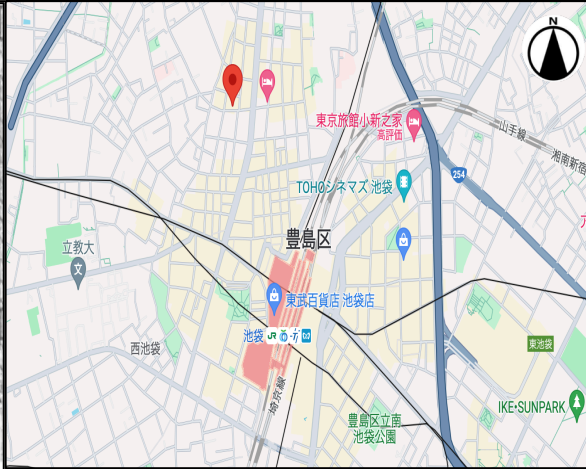 N
東京旅館小新之家
高評価
山手線
湘南新宿
254
TOHOシネマズ 池袋
豊島区
立教大
文
東武百貨店 池袋店
池袋 JR
西池袋
東池袋
埼京線
IKE・SUNPARK
豊島区立南
池袋公園